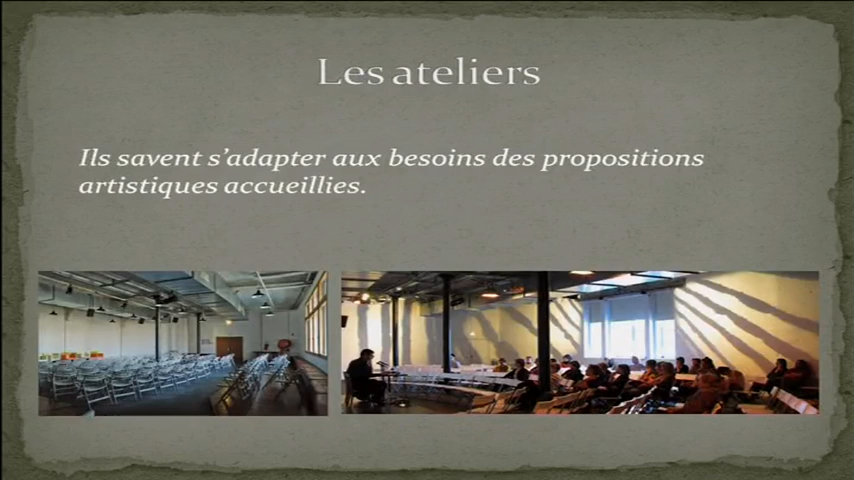 Les ateliers
Ils savent s’adapter aux besoins des propositions
artistiques accueillies.